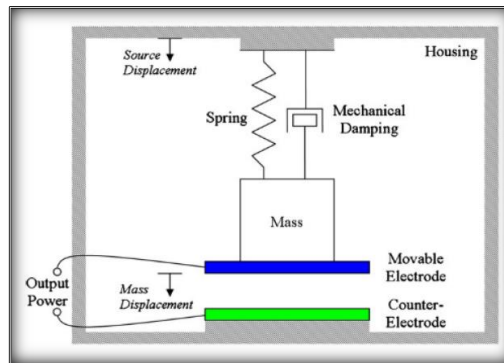 Source
Displacement
Housing
Spring
Mechanical
Damping
Mass
Output
Power
Mass
Displacement
Movable
Electrode
Counter-
Electrode